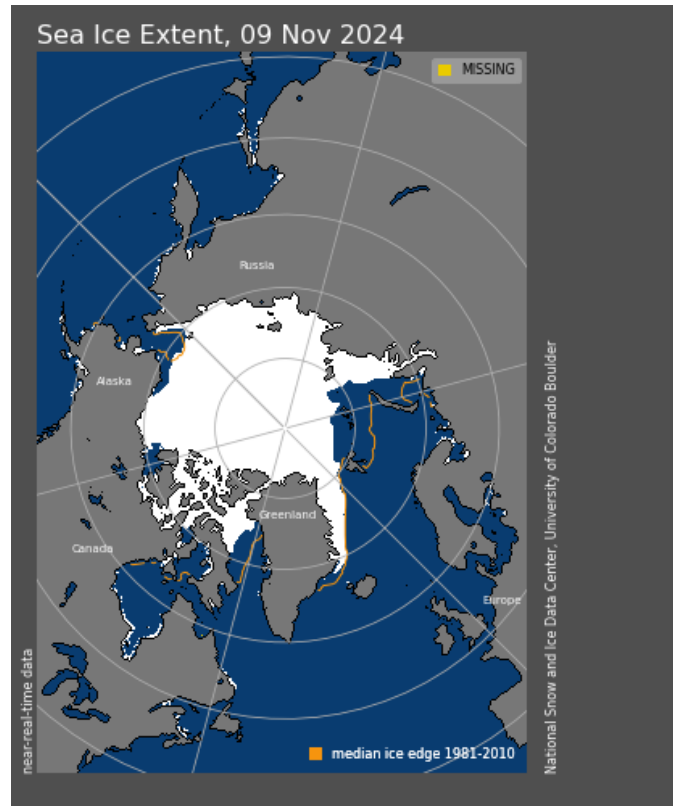 Sea Ice Extent, 09 Nov 2024
MISSING
Russia
Alaska
Greenland
Canada
Europe
median ice edge 1981-2010
near-real-time data
National Snow and Ice Data Center, University of Colorado Boulder